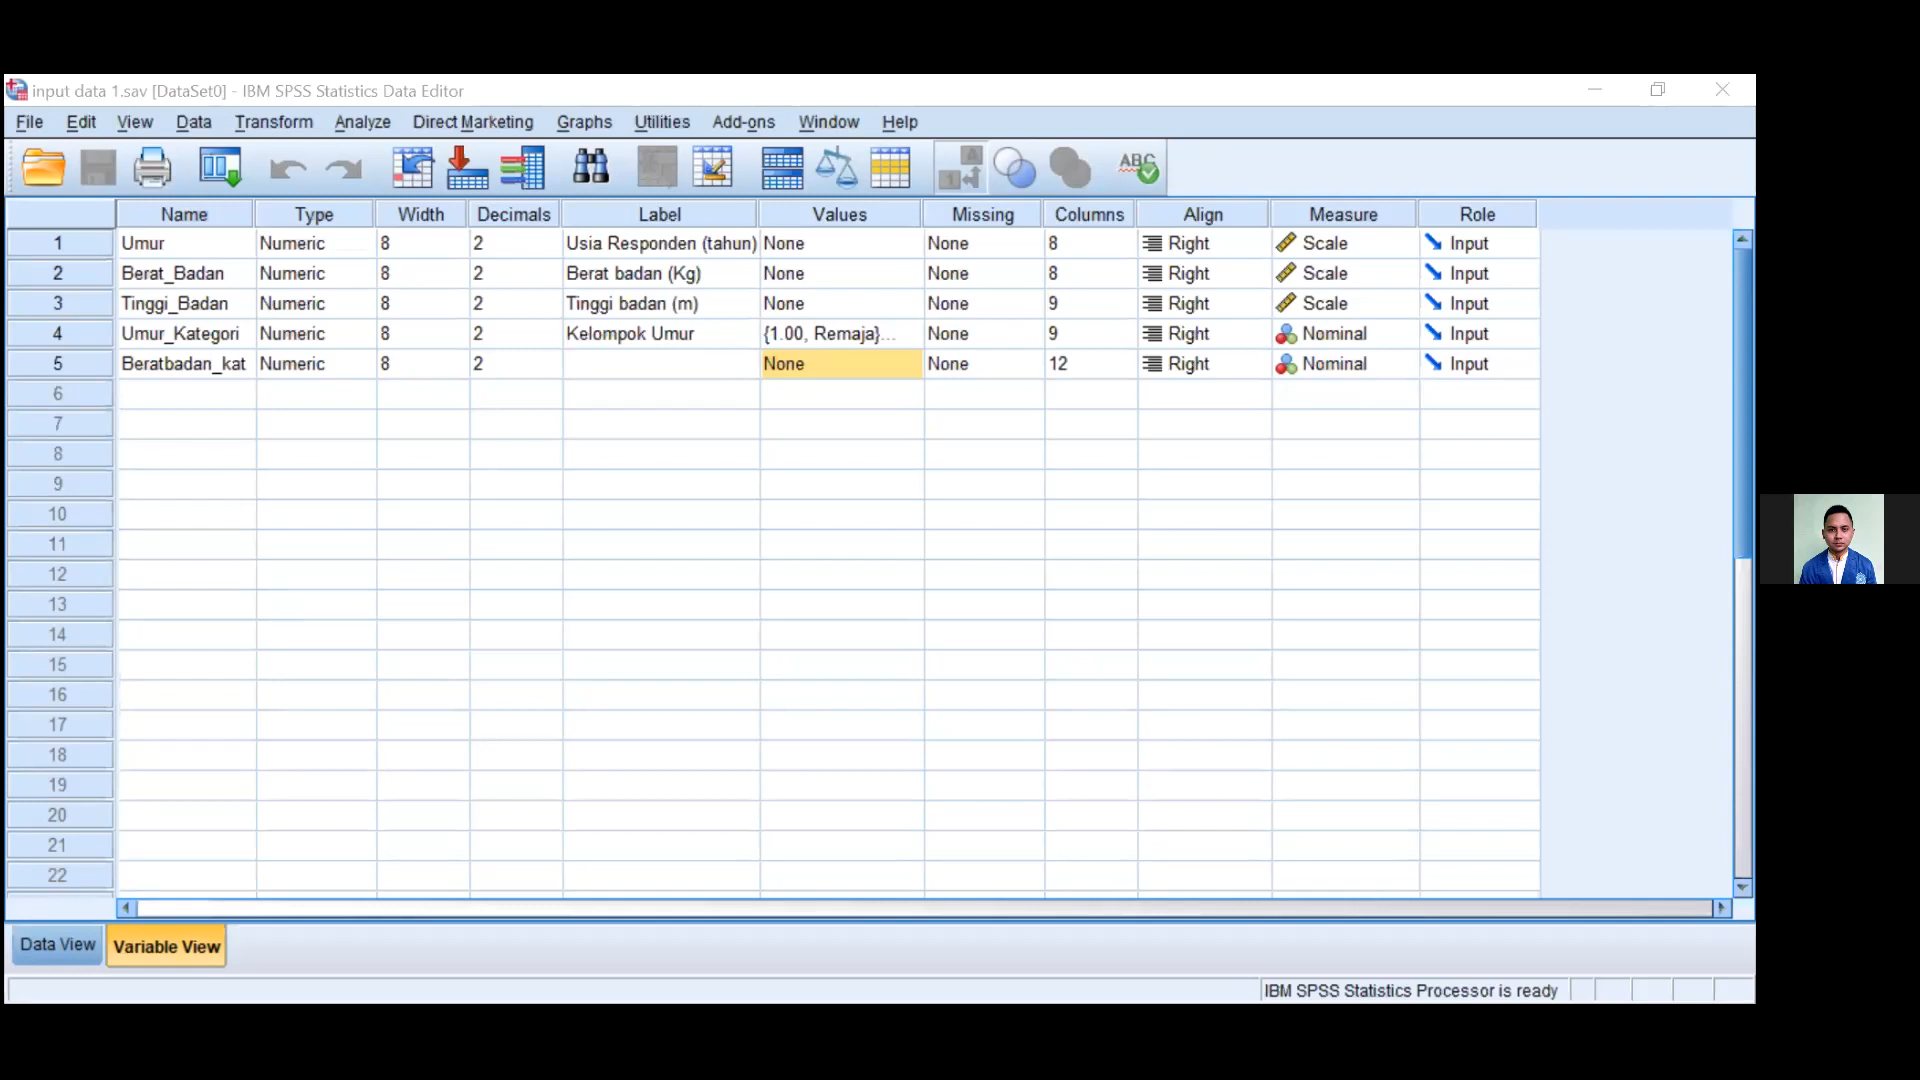 input data 1.sav [DataSet0] - IBM SPSS Statistics Data Editor
File Edit View Data Transform Analyze Direct Marketing Graphs Utilities Add-ons Window Help
A 1 ABC
Name Type Width Decimals Label Values Missing Columns Align Measure Role
1 Umur Numeric 8 2 Usia Responden (tahun) None None 8 Right Scale Input
2 Berat_Badan Numeric 8 2 Berat badan (Kg) None None 8 Right Scale Input
3 Tinggi_Badan Numeric 8 2 Tinggi badan (m) None None 9 Right Scale Input
4 Umur_Kategori Numeric 8 2 Kelompok Umur {1.00, Remaja}... None 9 Right Nominal Input
5 Beratbadan_kat Numeric 8 2 None None 12 Right Nominal Input
6
7
8
9
10
11
12
13
14
15
16
17
18
19
20
21
22
Data View Variable View
IBM SPSS Statistics Processor is ready